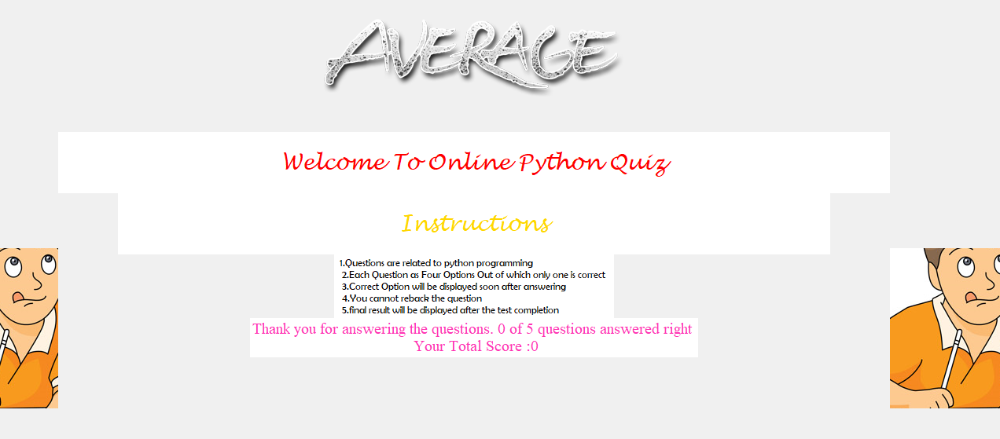 AVERAGE
Welcome To Online Python Quiz
Instructions
1.Questions are related to python programming
2.Each Question as Four Options Out of which only one is correct
3.Correct Option will be displayed soon after answering
4.You cannot reback the question
5.final result will be displayed after the test completion
Thank you for answering the questions. 0 of 5 questions answered right
Your Total Score :0